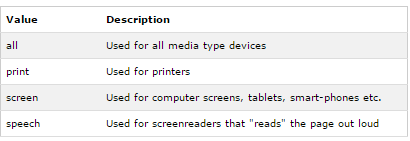 Value Description
all Used for all media type devices
print Used for printers
screen Used for computer screens, tablets, smart-phones etc.
speech Used for screenreaders that "reads" the page out loud